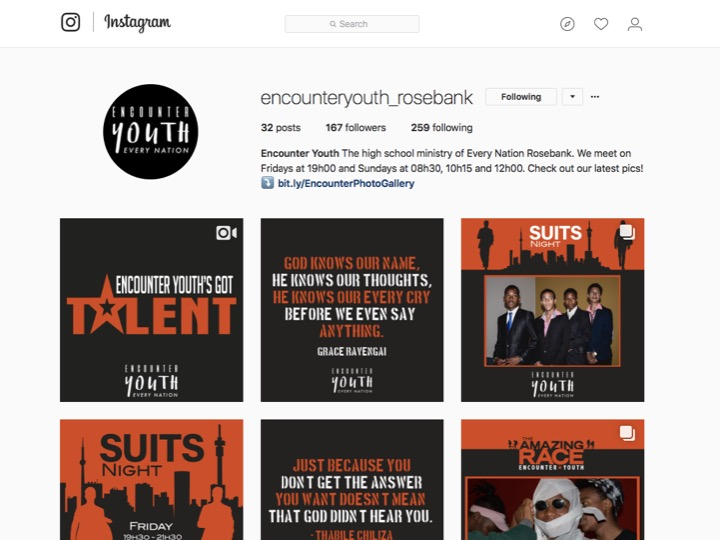 Instagram
Search
encounteryouth_rosebank
Following
32 posts 167 followers 259 following
Encounter Youth The high school ministry of Every Nation Rosebank. We meet on
Fridays at 19h00 and Sundays at 08h30, 10h15 and 12h00. Check out our latest pics!
bit.ly/EncounterPhotoGallery
ENCOUNTER
YOUTH
EVERY NATION
ENCOUNTER YOUTH'S GOT
TALENT
ENCOUNTER
YOUTH
EVERY NATION
GOD KNOWS OUR NAME,
HE KNOWS OUR THOUGHTS,
HE KNOWS OUR EVERY CRY
BEFORE WE EVEN SAY
ANYTHING.
GRACE RAVENGAI
ENCOUNTER
YOUTH
EVERY NATION
SUITS
NIGHT
ENCOUNTER
YOUTH
EVERY NATION
SUITS
NIGHT
FRIDAY
19H30 - 21H30
JUST BECAUSE YOU
DON'T GET THE ANSWER
YOU WANT DOESN'T MEAN
THAT GOD DIDN'T HEAR YOU.
- THABILE CHILIZA
THE
AMAZING
RACE
ENCOUNTER - YOUTH